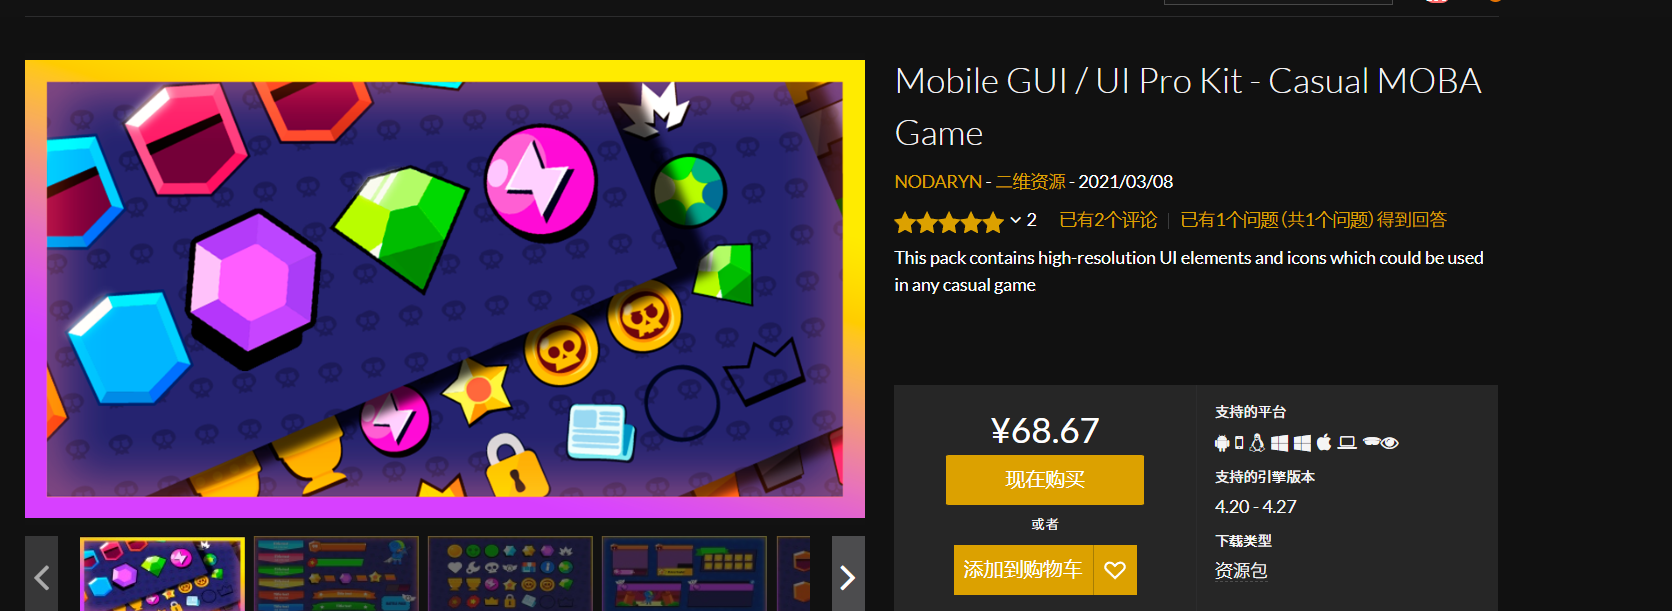 Mobile GUI / UI Pro Kit - Casual MOBA
Game
NODARYN - 二维资源 - 2021/03/08
2 已有2个评论 | 已有1个问题 (共1个问题) 得到回答
This pack contains high-resolution UI elements and icons which could be used
in any casual game
¥68.67
现在购买
或者
添加到购物车
支持的平台
支持的引擎版本
4.20 - 4.27
下载类型
资源包